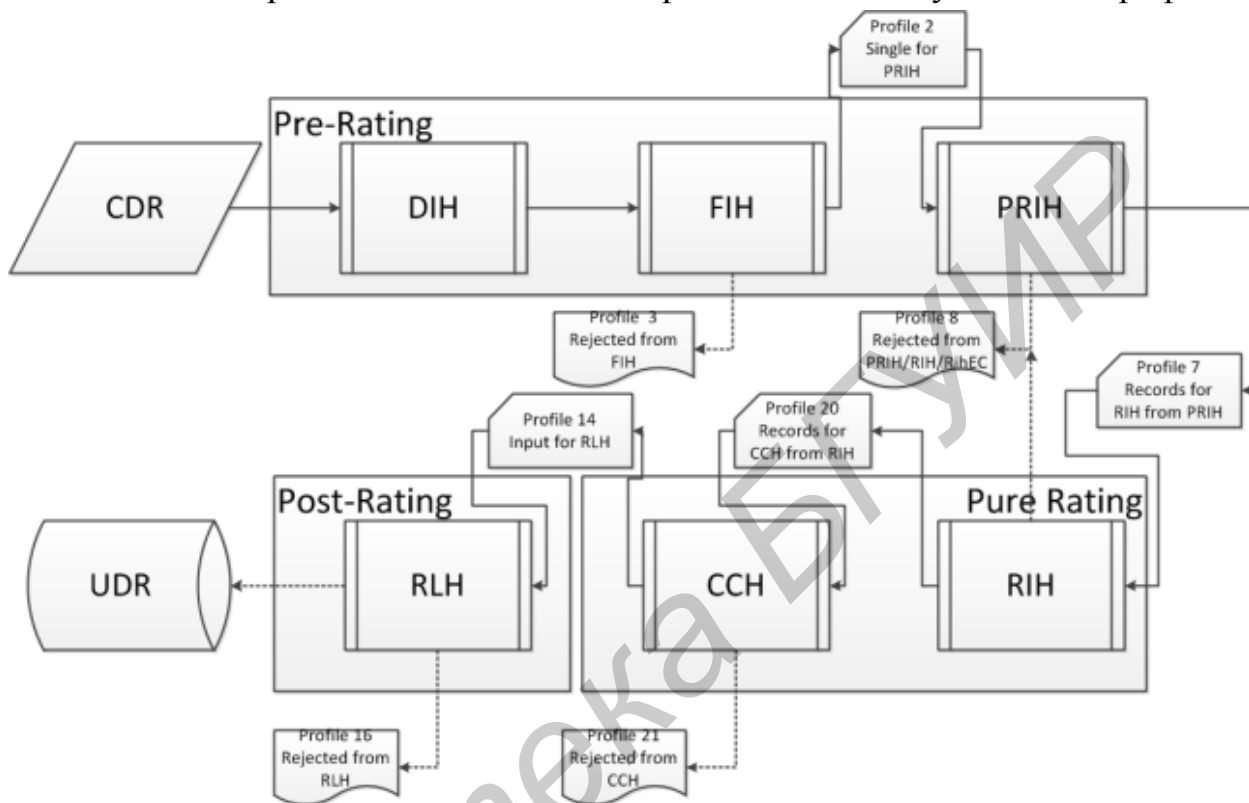 Profile 2
Single for
PRIH
Pre-Rating
CDR
DIH
FIH
PRIH
Profile 3
Rejected from
FIH
Profile 8
Rejected from
PRIH/RIH/RihEC
Profile 7
Records for
RIH from PRIH
Profile 14
Input for RLH
Profile 20
Records for
CCH from RIH
Post-Rating
Pure Rating
UDR
RLH
CCH
RIH
Profile 16
Rejected from
RLH
Profile 21
Rejected from
CCH
БГУИР